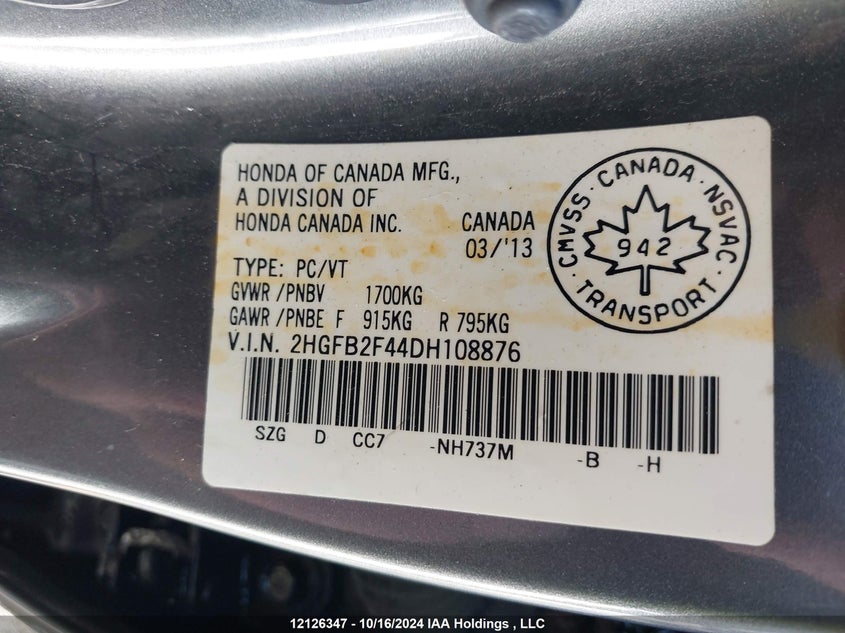 HONDA OF CANADA MFG.,
A DIVISION OF
HONDA CANADA INC. CANADA
03/'13
TYPE: PC/VT
GVWR /PNBV 1700KG
GAWR /PNBE F 915KG R 795KG
V.I.N. 2HGFB2F44DH108876
SZG D CC7 -NH737M -B -H
CMVSS · CANADA · NSVAC · TRANSPORT ·
942
12126347 - 10/16/2024 IAA Holdings , LLC